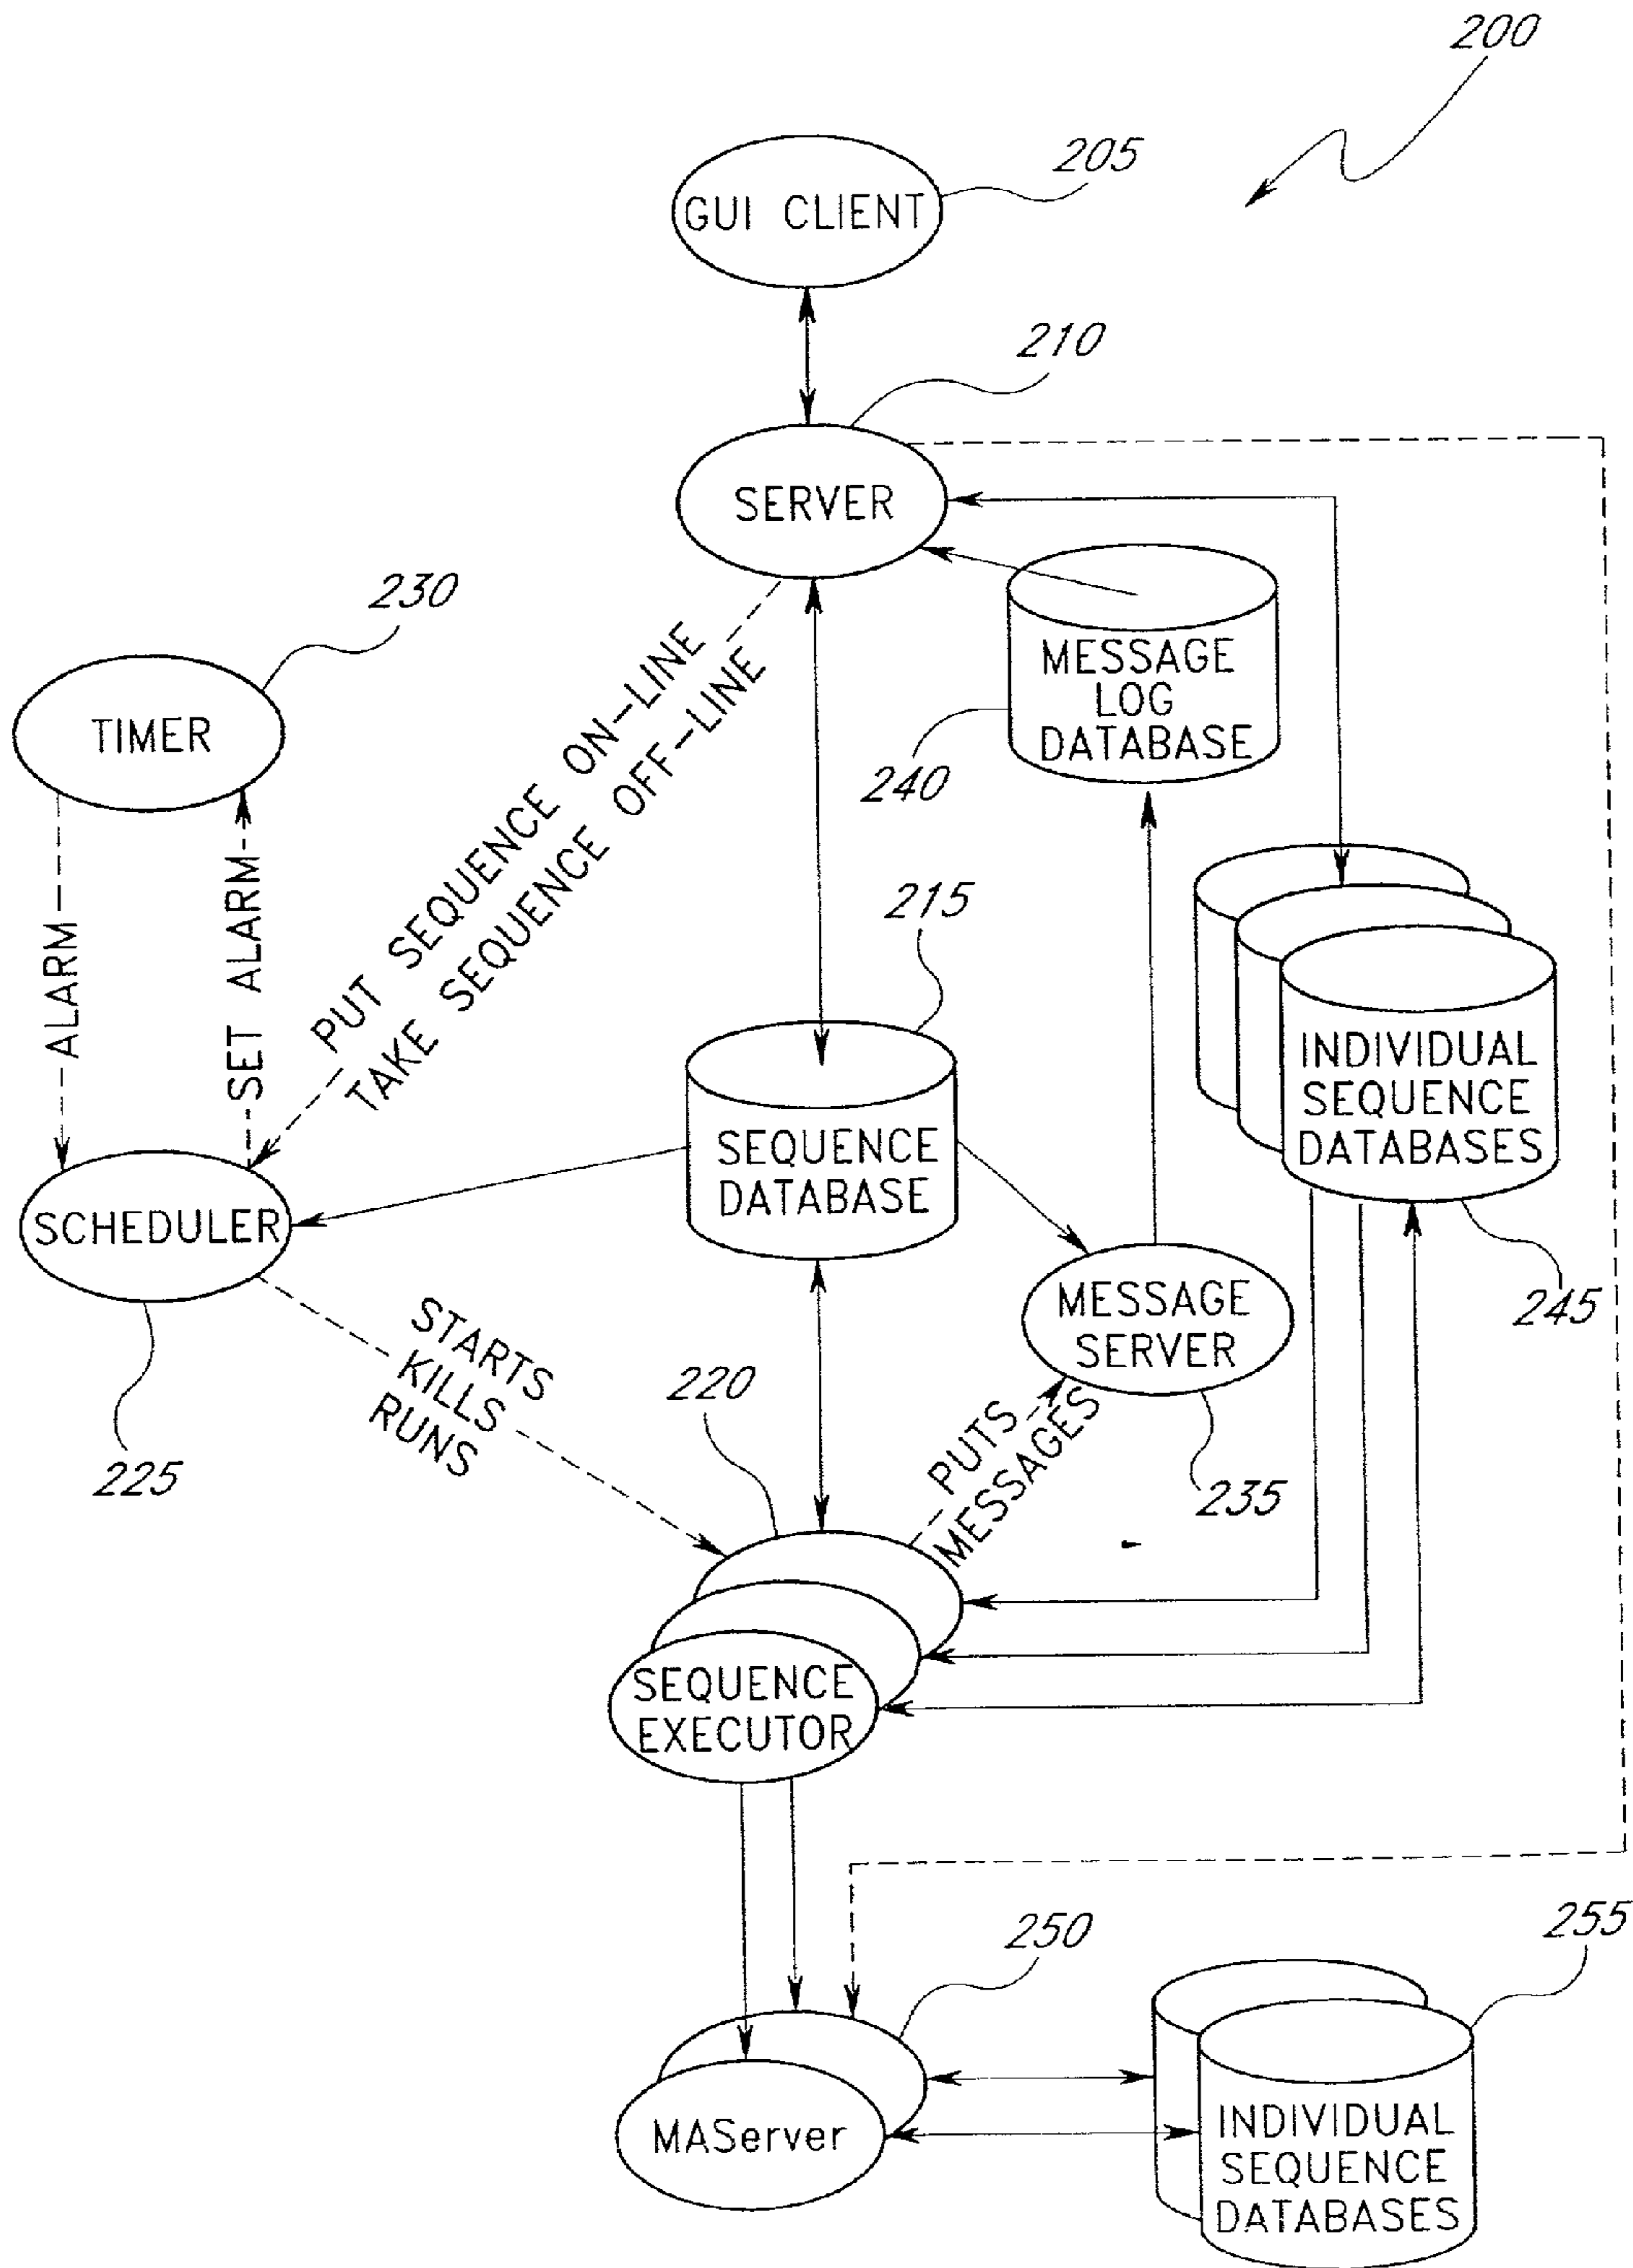 200
205
GUI CLIENT
210
SERVER
230
TIMER
MESSAGE
LOG
DATABASE
240
PUT SEQUENCE ON-LINE
TAKE SEQUENCE OFF-LINE
ALARM
SET ALARM
215
SEQUENCE
DATABASE
INDIVIDUAL
SEQUENCE
DATABASES
245
SCHEDULER
225
MESSAGE
SERVER
235
STARTS
KILLS
RUNS
220
PUTS
MESSAGES
SEQUENCE
EXECUTOR
250
255
MAServer
INDIVIDUAL
SEQUENCE
DATABASES